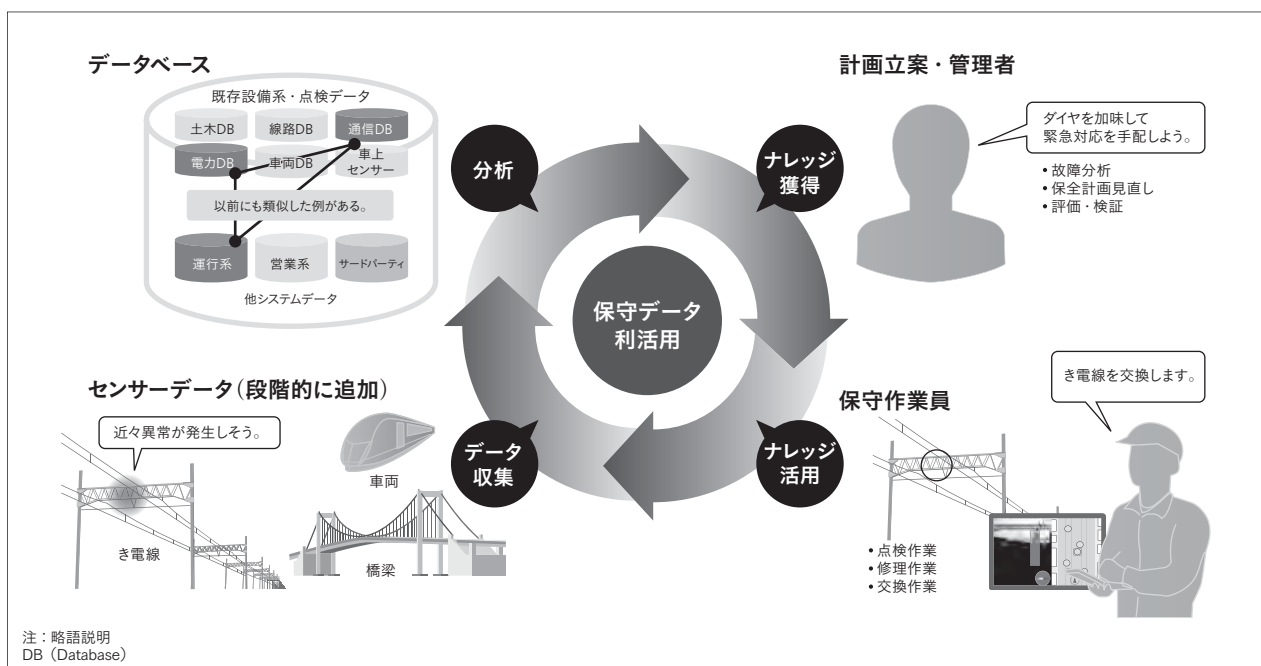 データベース
既存設備系・点検データ
土木DB
線路DB
通信DB
電力DB
車両DB
車上
センサー
以前にも類似した例がある。
運行系
営業系
サードパーティ
他システムデータ
分析
ナレッジ
獲得
計画立案・管理者
ダイヤを加味して
緊急対応を手配しよう。
• 故障分析
• 保全計画見直し
• 評価・検証
保守データ
利活用
センサーデータ（段階的に追加）
近々異常が発生しそう。
車両
き電線
橋梁
データ
収集
ナレッジ
活用
保守作業員
き電線を交換します。
• 点検作業
• 修理作業
• 交換作業
注：略語説明
DB（Database）